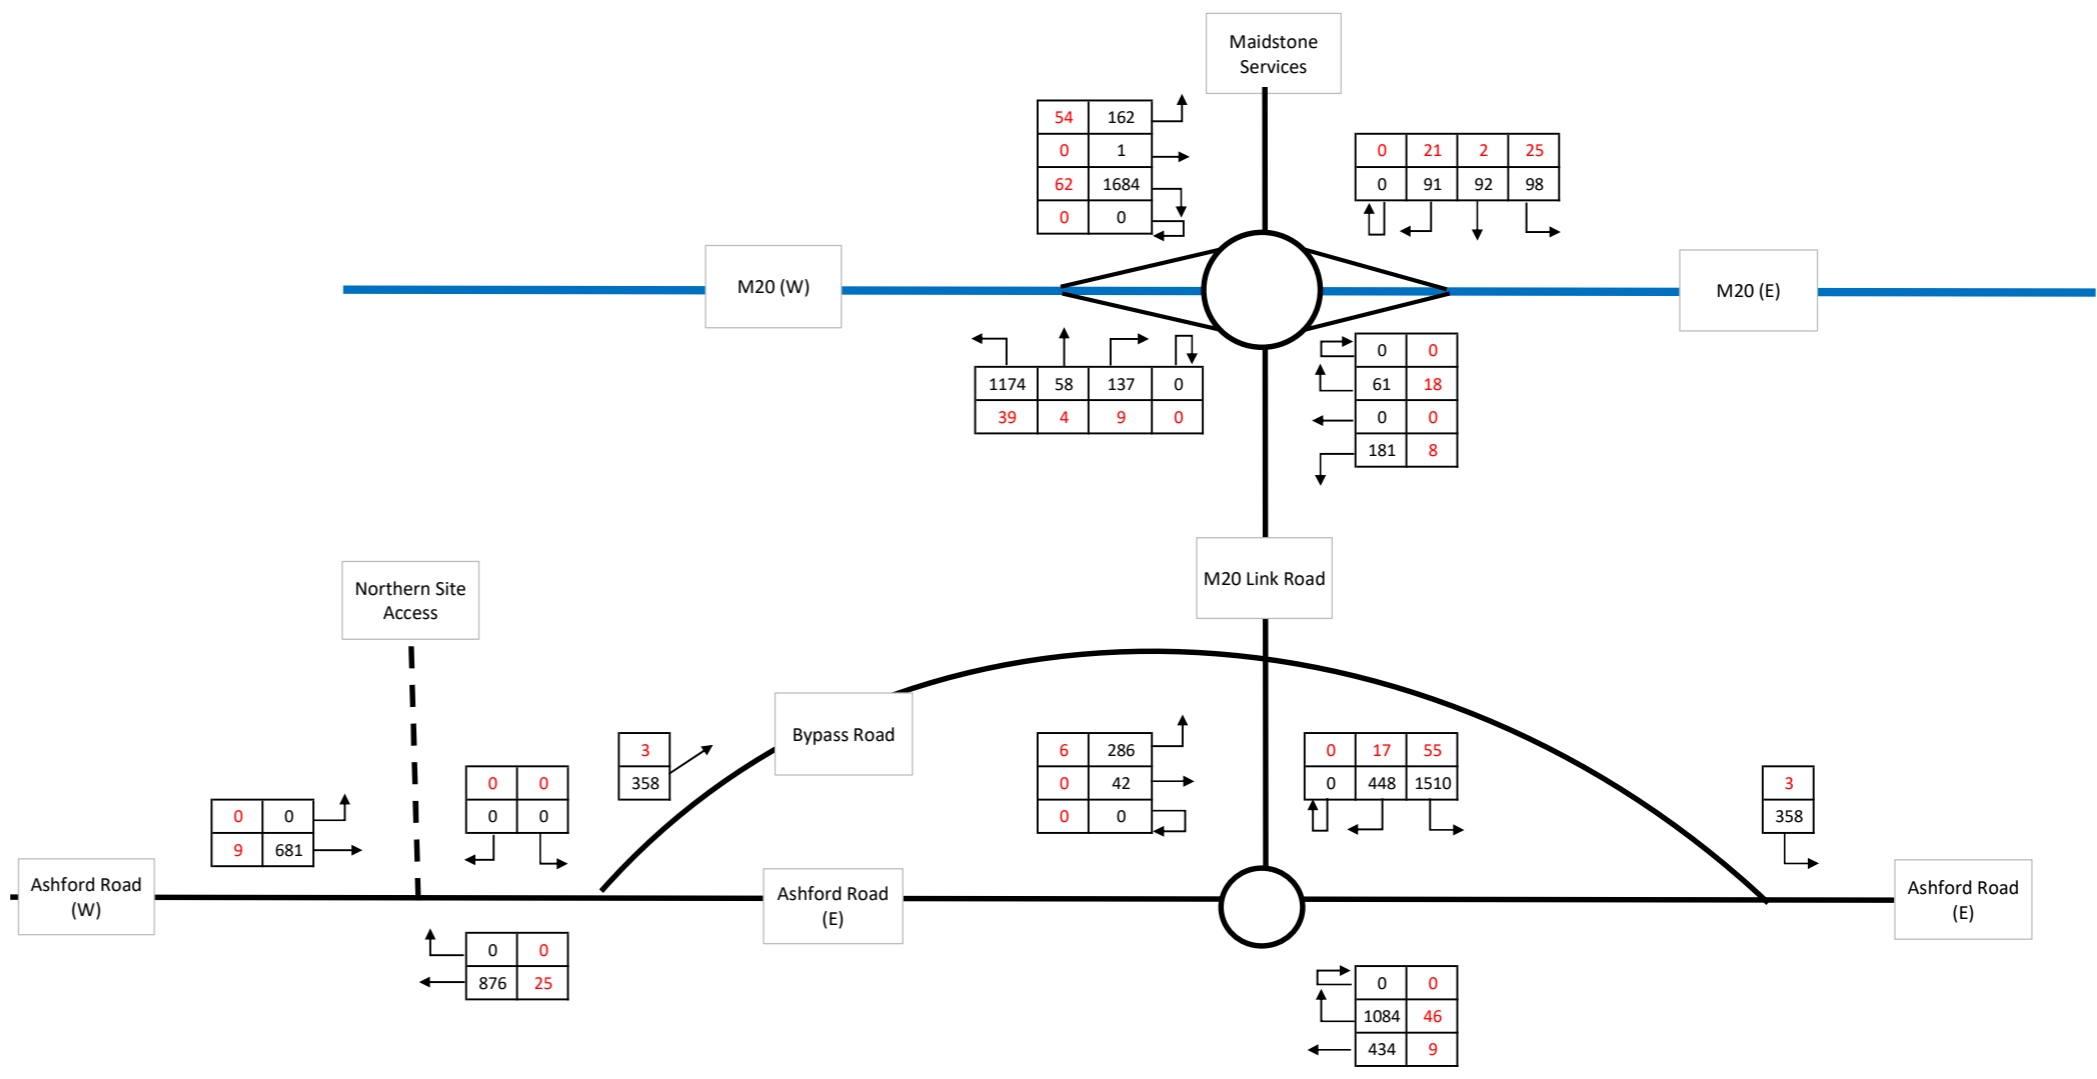 Maidstone
Services
54 162
0 1
62 1684
0 0
0 21 2 25
0 91 92 98
M20 (W)
M20 (E)
1174 58 137 0
39 4 9 0
0 0
61 18
0 0
181 8
M20 Link Road
Northern Site
Access
Bypass Road
3
358
0 0
0 0
0 0
9 681
6 286
0 42
0 0
0 17 55
0 448 1510
3
358
Ashford Road
(W)
Ashford Road
(E)
Ashford Road
(E)
0 0
876 25
0 0
1084 46
434 9